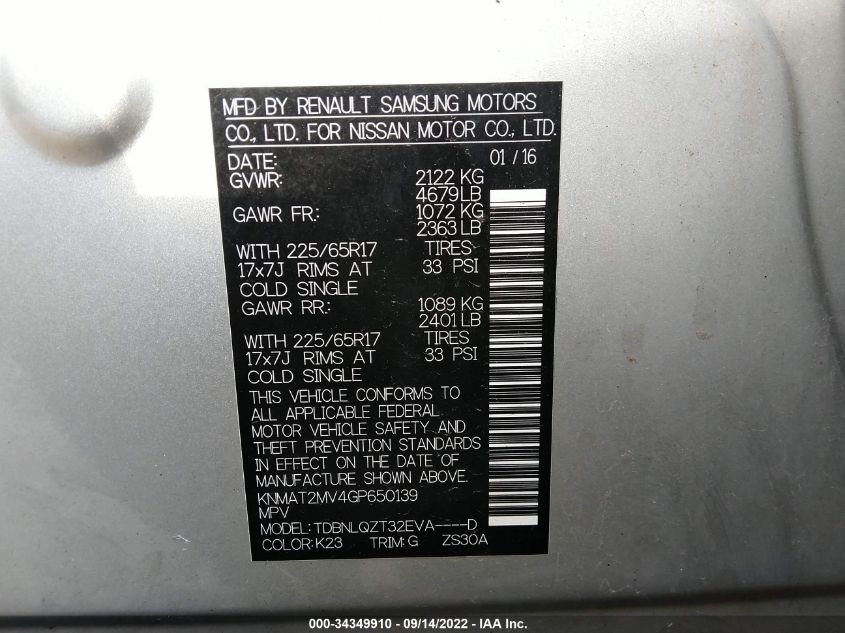 MFD BY RENAULT SAMSUNG MOTORS
CO., LTD. FOR NISSAN MOTOR CO., LTD.
DATE: 01 / 16
GVWR: 2122 KG
4679 LB
GAWR FR.: 1072 KG
2363 LB
WITH 225/65R17 TIRES
17x7J RIMS AT 33 PSI
COLD SINGLE
GAWR RR.: 1089 KG
2401 LB
WITH 225/65R17 TIRES
17x7J RIMS AT 33 PSI
COLD SINGLE
THIS VEHICLE CONFORMS TO
ALL APPLICABLE FEDERAL
MOTOR VEHICLE SAFETY AND
THEFT PREVENTION STANDARDS
IN EFFECT ON THE DATE OF
MANUFACTURE SHOWN ABOVE.
KNMAT2MV4GP650139
MPV
MODEL: TDBNLQZT32EVA----D
COLOR: K23 TRIM: G ZS30A
000-34349910 - 09/14/2022 - IAA Inc.